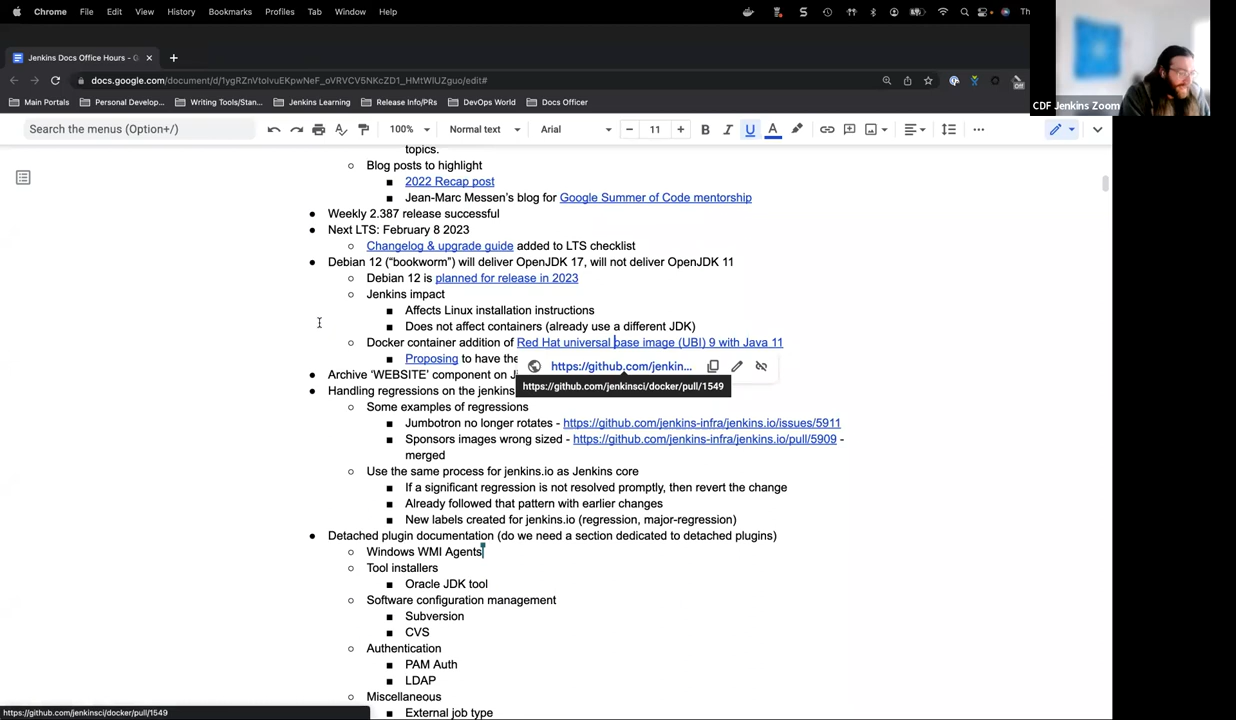 Chrome File Edit View History Bookmarks Profiles Tab Window Help Th
Jenkins Docs Office Hours - G
docs.google.com/document/d/1ygRZnVtoIvuEKpwNeF_oVRVCV5NKcZD1_HMtWIUZguo/edit#
Main Portals Personal Develop... Writing Tools/Stan... Jenkins Learning Release Info/PRs DevOps World Docs Officer
Off
CDF Jenkins Zoom
Search the menus (Option+/) 100% Normal text Arial 11 B I U A
topics.
Blog posts to highlight
2022 Recap post
Jean-Marc Messen's blog for Google Summer of Code mentorship
Weekly 2.387 release successful
Next LTS: February 8 2023
Changelog & upgrade guide added to LTS checklist
Debian 12 ("bookworm") will deliver OpenJDK 17, will not deliver OpenJDK 11
Debian 12 is planned for release in 2023
Jenkins impact
Affects Linux installation instructions
Does not affect containers (already use a different JDK)
Docker container addition of Red Hat universal base image (UBI) 9 with Java 11
Proposing to have the
https://github.com/jenkin...
Archive 'WEBSITE' component on J
https://github.com/jenkinsci/docker/pull/1549
Handling regressions on the jenkins
Some examples of regressions
Jumbotron no longer rotates - https://github.com/jenkins-infra/jenkins.io/issues/5911
Sponsors images wrong sized - https://github.com/jenkins-infra/jenkins.io/pull/5909 -
merged
Use the same process for jenkins.io as Jenkins core
If a significant regression is not resolved promptly, then revert the change
Already followed that pattern with earlier changes
New labels created for jenkins.io (regression, major-regression)
Detached plugin documentation (do we need a section dedicated to detached plugins)
Windows WMI Agents
Tool installers
Oracle JDK tool
Software configuration management
Subversion
CVS
Authentication
PAM Auth
LDAP
Miscellaneous
External job type
https://github.com/jenkinsci/docker/pull/1549